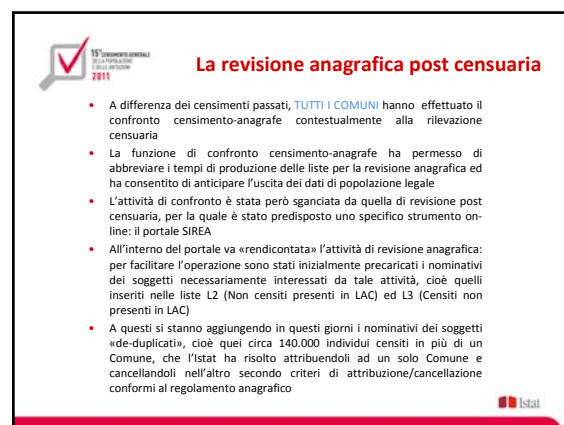 15° CENSIMENTO GENERALE
DELLA POPOLAZIONE
E DELLE ABITAZIONI
2011
La revisione anagrafica post censuaria
• A differenza dei censimenti passati, TUTTI I COMUNI hanno effettuato il
confronto censimento-anagrafe contestualmente alla rilevazione
censuaria
• La funzione di confronto censimento-anagrafe ha permesso di
abbreviare i tempi di produzione delle liste per la revisione anagrafica ed
ha consentito di anticipare l'uscita dei dati di popolazione legale
• L'attività di confronto è stata però sganciata da quella di revisione post
censuaria, per la quale è stato predisposto uno specifico strumento on-
line: il portale SIREA
• All'interno del portale va «rendicontata» l'attività di revisione anagrafica:
per facilitare l'operazione sono stati inizialmente precaricati i nominativi
dei soggetti necessariamente interessati da tale attività, cioè quelli
inseriti nelle liste L2 (Non censiti presenti in LAC) ed L3 (Censiti non
presenti in LAC)
• A questi si stanno aggiungendo in questi giorni i nominativi dei soggetti
«de-duplicati», cioè quei circa 140.000 individui censiti in più di un
Comune, che l'Istat ha risolto attribuendoli ad un solo Comune e
cancellandoli nell'altro secondo criteri di attribuzione/cancellazione
conformi al regolamento anagrafico
Istat